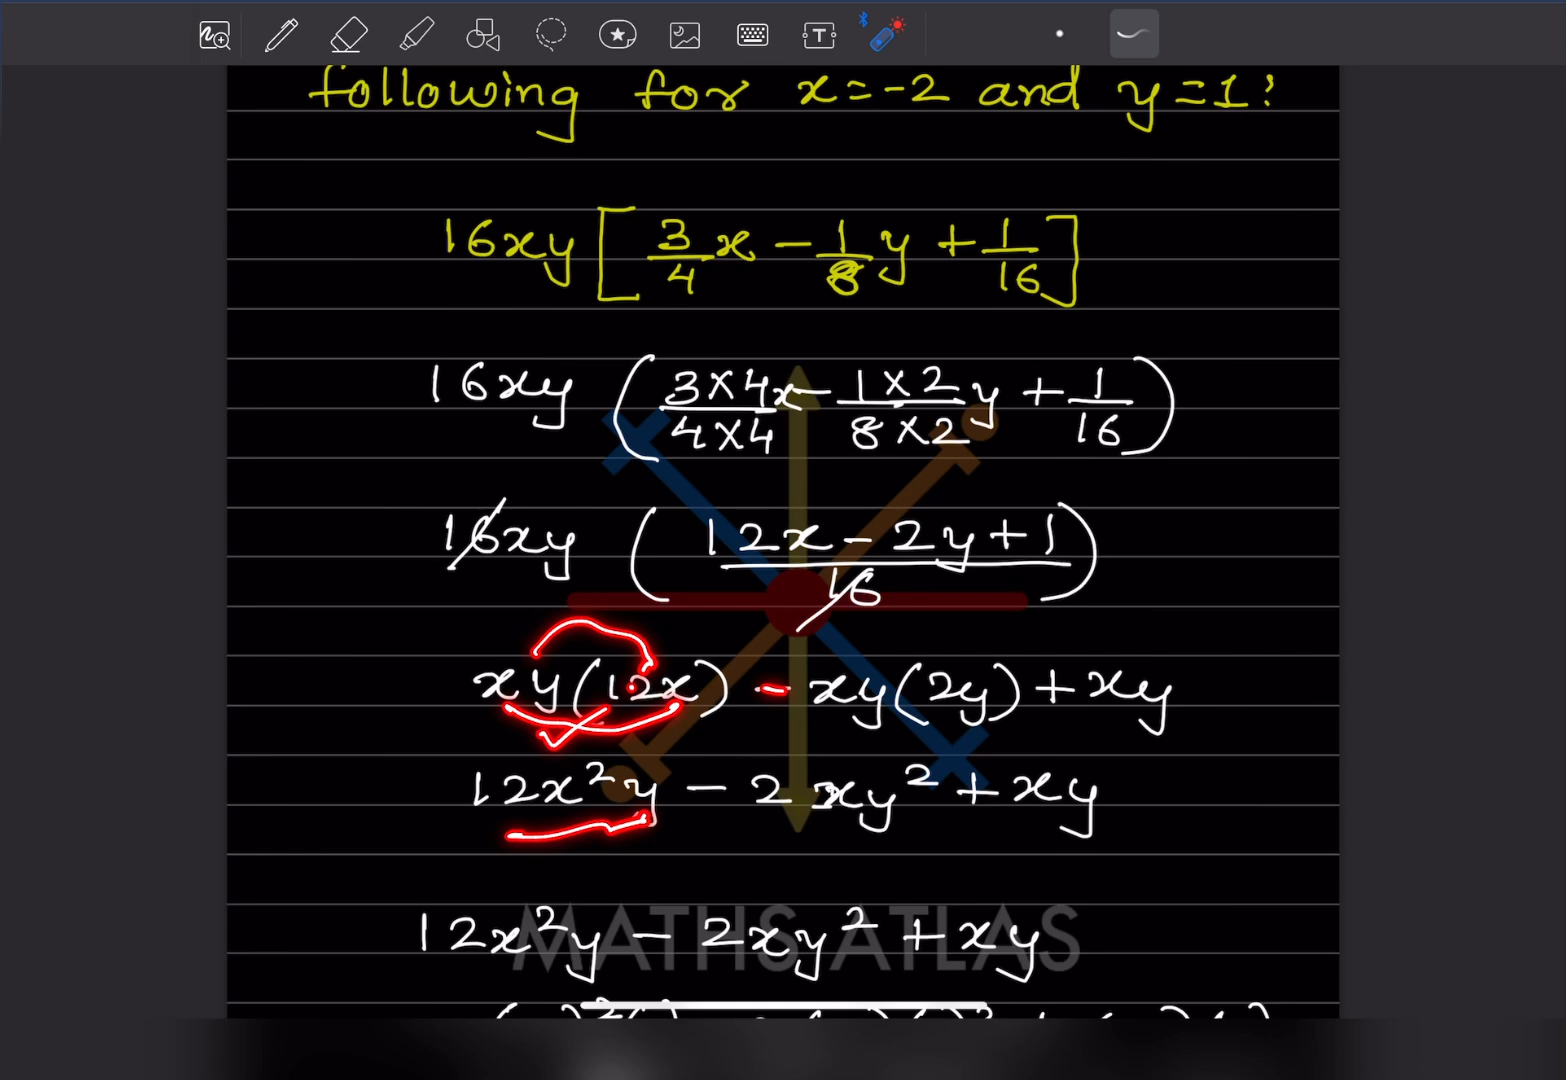 following for x=-2 and y=1:
16xy[3/4 x - 1/8 y + 1/16]
16xy (3×4/4×4 x - 1×2/8×2 y + 1/16)
16xy ((12x - 2y + 1)/16)
xy(12x) - xy(2y) + xy
12x²y - 2xy² + xy
12x²y - 2xy² + xy
MATHS ATLAS